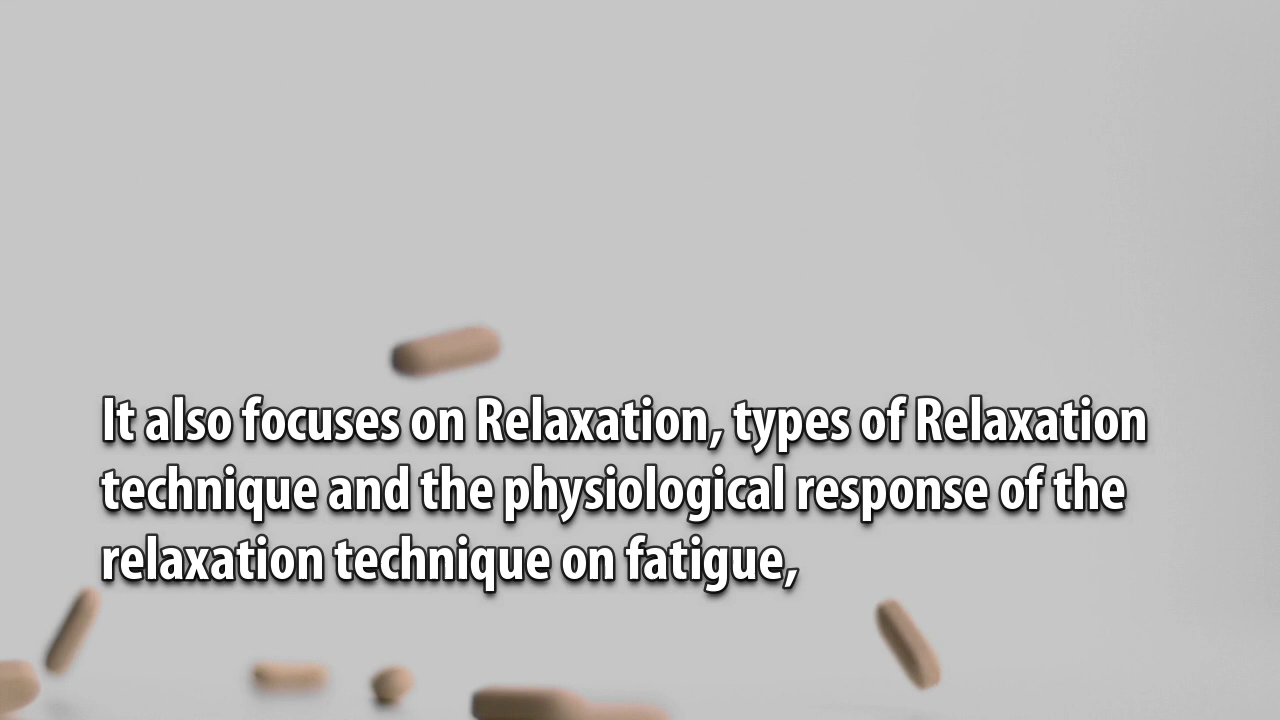 It also focuses on Relaxation, types of Relaxation
technique and the physiological response of the
relaxation technique on fatigue,